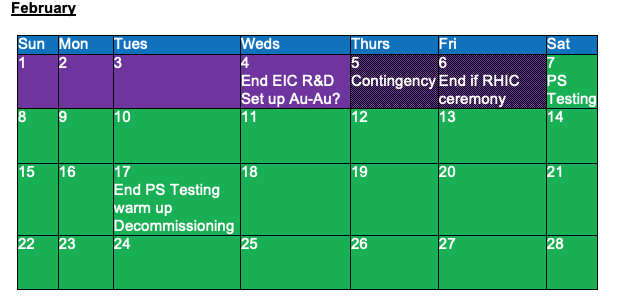 February
Sun Mon Tues Weds Thurs Fri Sat
1 2 3 4 5 6 7
End EIC R&D Contingency End if RHIC PS
Set up Au-Au? ceremony Testing
8 9 10 11 12 13 14
15 16 17 18 19 20 21
End PS Testing
warm up
Decommissioning
22 23 24 25 26 27 28